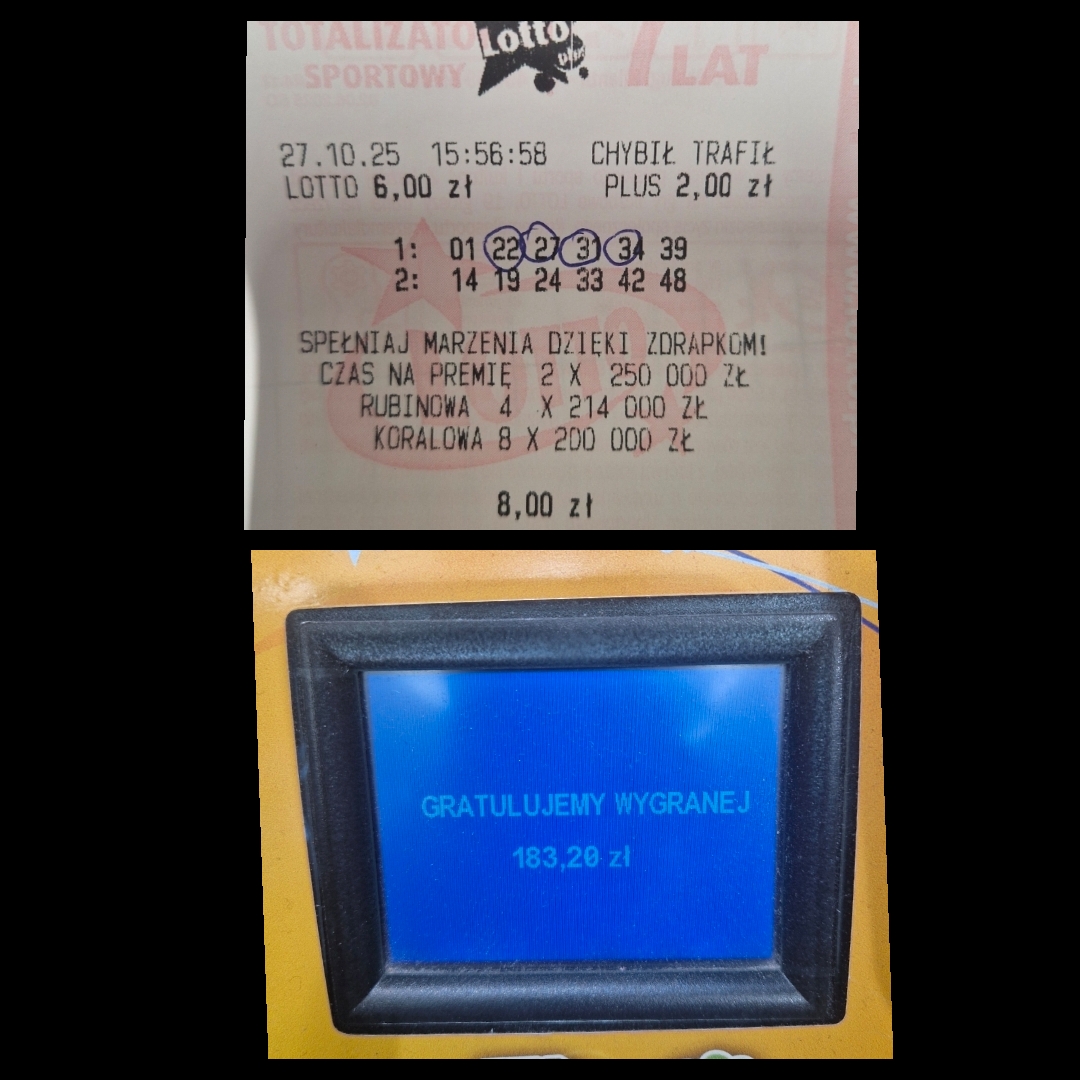 TOTALIZATO
SPORTOWY
Lotto
plus
7 LAT
27.10.25 15:56:58 CHYBIŁ TRAFIŁ
LOTTO 6,00 zł PLUS 2,00 zł
1: 01 22 27 31 34 39
2: 14 19 24 33 42 48
SPEŁNIAJ MARZENIA DZIĘKI ZDRAPKOM!
CZAS NA PREMIĘ 2 X 250 000 ZŁ
RUBINOWA 4 X 214 000 ZŁ
KORALOWA 8 X 200 000 ZŁ
8,00 zł
GRATULUJEMY WYGRANEJ
183,20 zł